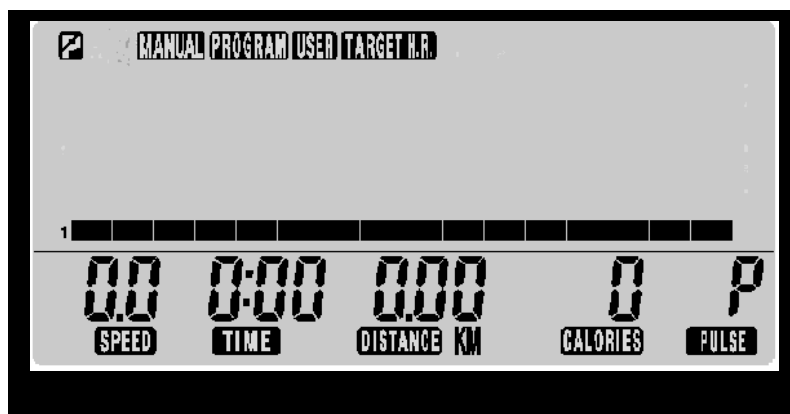 MANUAL PROGRAM USER TARGET H.R.
1
0.0 0:00 0.00 0 P
SPEED TIME DISTANCE KM CALORIES PULSE